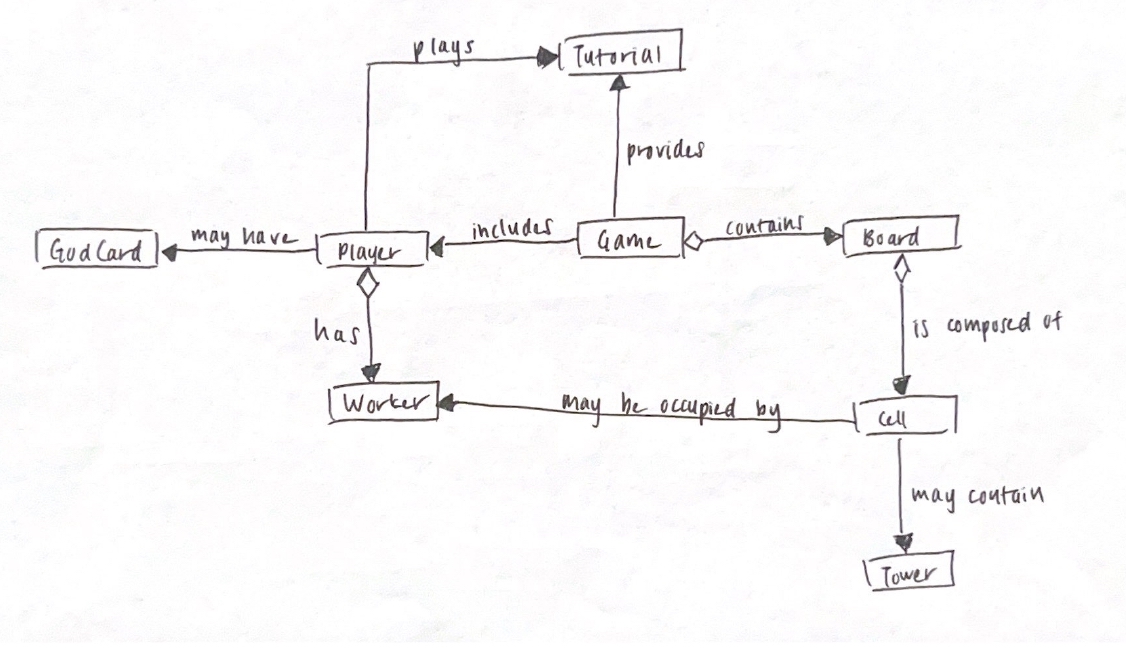 plays
Tutorial
provides
GodCard
may have
Player
includes
Game
contains
Board
has
is composed of
Worker
may be occupied by
Cell
may contain
Tower